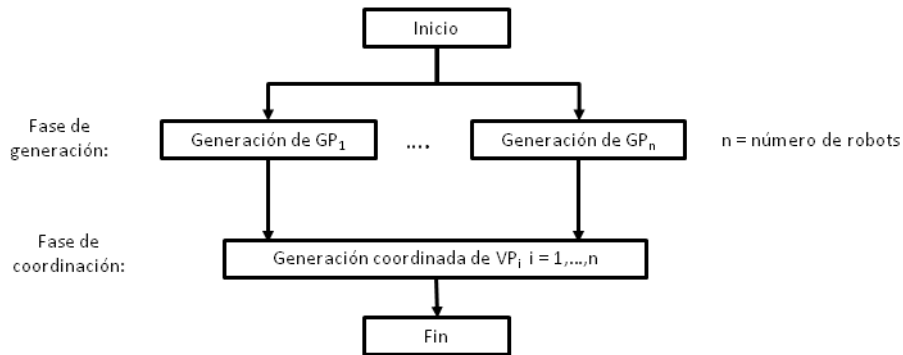 Inicio
Fase de
generación:
Generación de GP₁
....
Generación de GPₙ
n = número de robots
Fase de
coordinación:
Generación coordinada de VPᵢ i = 1,...,n
Fin